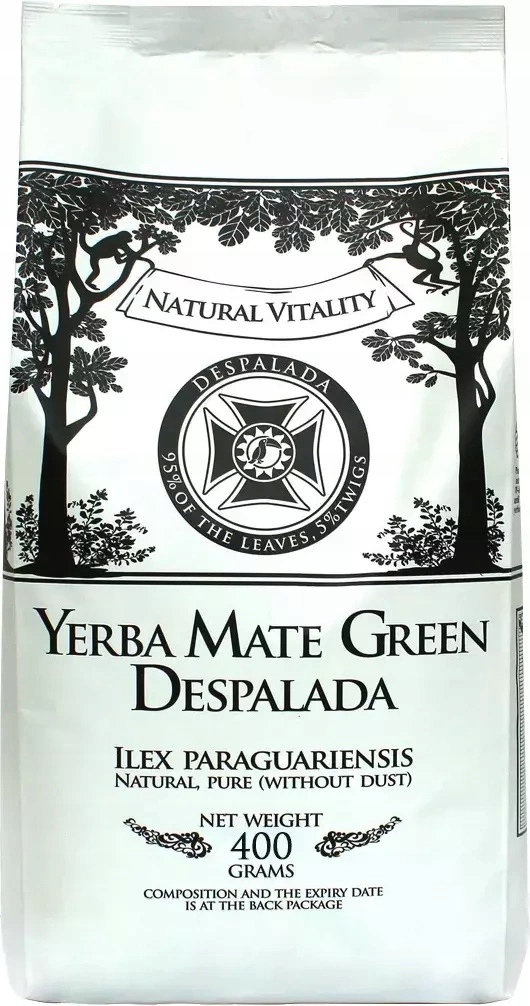 NATURAL VITALITY
DESPALADA
95% OF THE LEAVES, 5% TWIGS
YERBA MATE GREEN
DESPALADA
ILEX PARAGUARIENSIS
NATURAL, PURE (WITHOUT DUST)
NET WEIGHT
400
GRAMS
COMPOSITION AND THE EXPIRY DATE
IS AT THE BACK PACKAGE